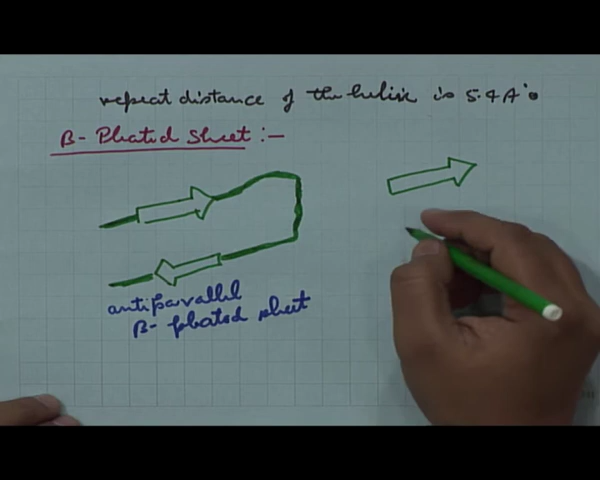 repeat distance of the helix is 5.4 A°
β- Pleated Sheet :-
antiparallel
β- pleated sheet